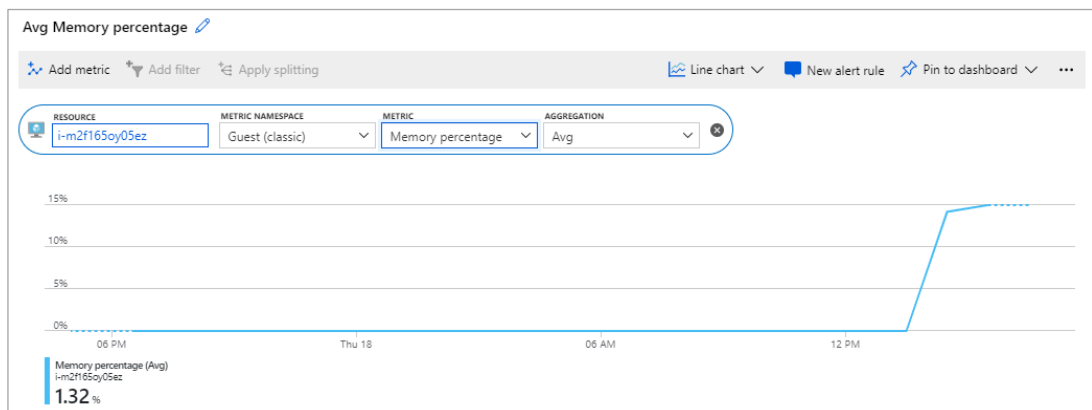 Avg Memory percentage
Add metric Add filter Apply splitting Line chart New alert rule Pin to dashboard ...
RESOURCE METRIC NAMESPACE METRIC AGGREGATION
i-m2f165oy05ez Guest (classic) Memory percentage Avg
15%
10%
5%
0%
06 PM Thu 18 06 AM 12 PM
Memory percentage (Avg)
i-m2f165oy05ez
1.32 %